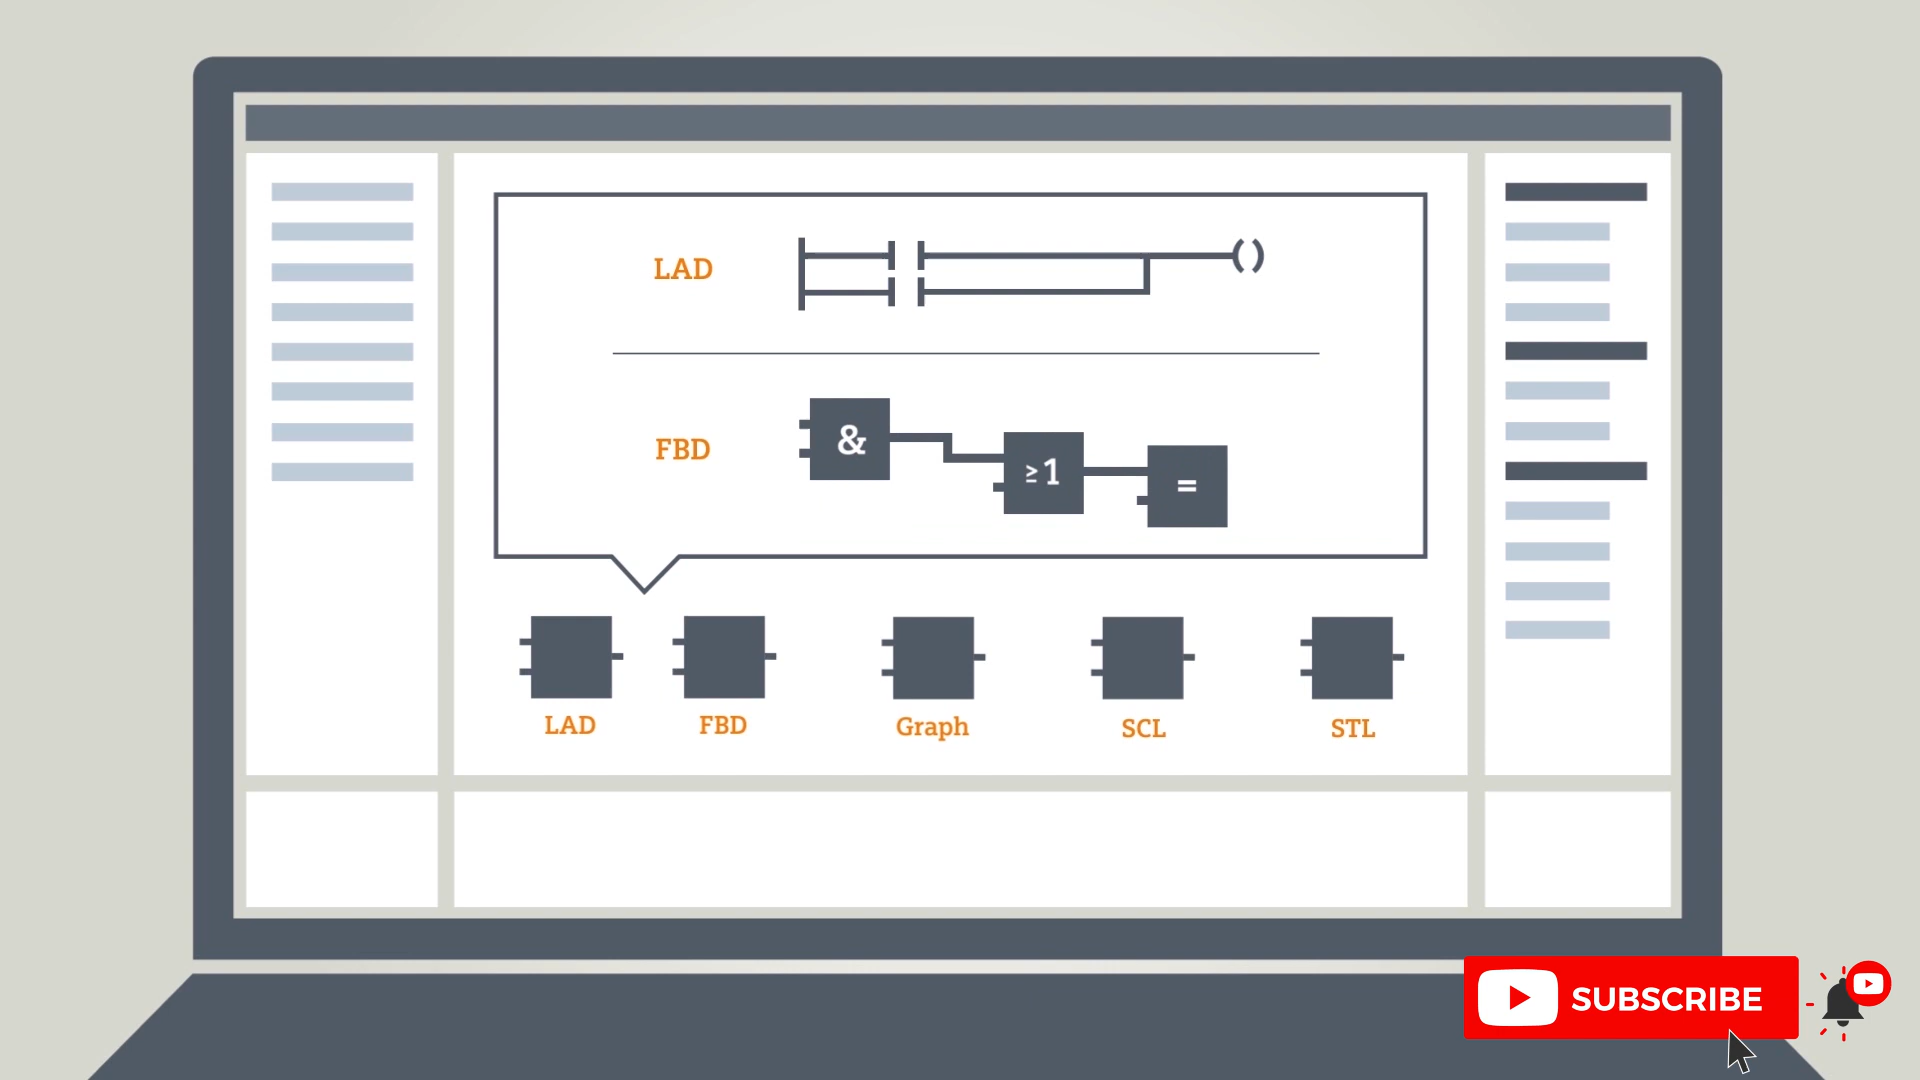 LAD
( )
FBD
&
≥1
=
LAD
FBD
Graph
SCL
STL
SUBSCRIBE